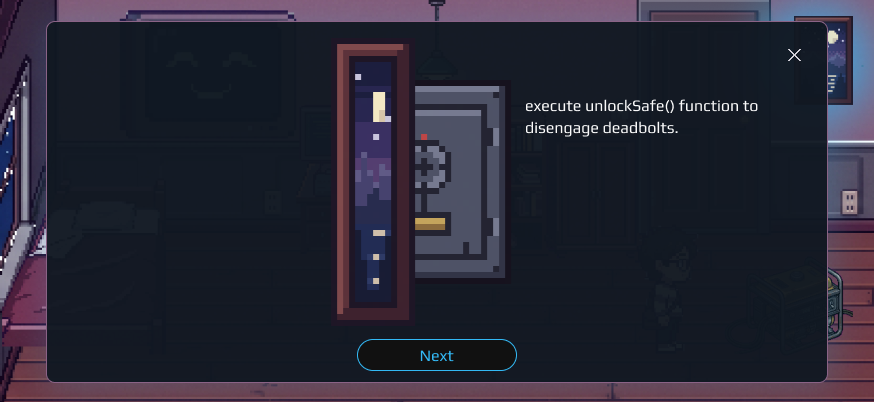 execute unlockSafe() function to
disengage deadbolts.
Next